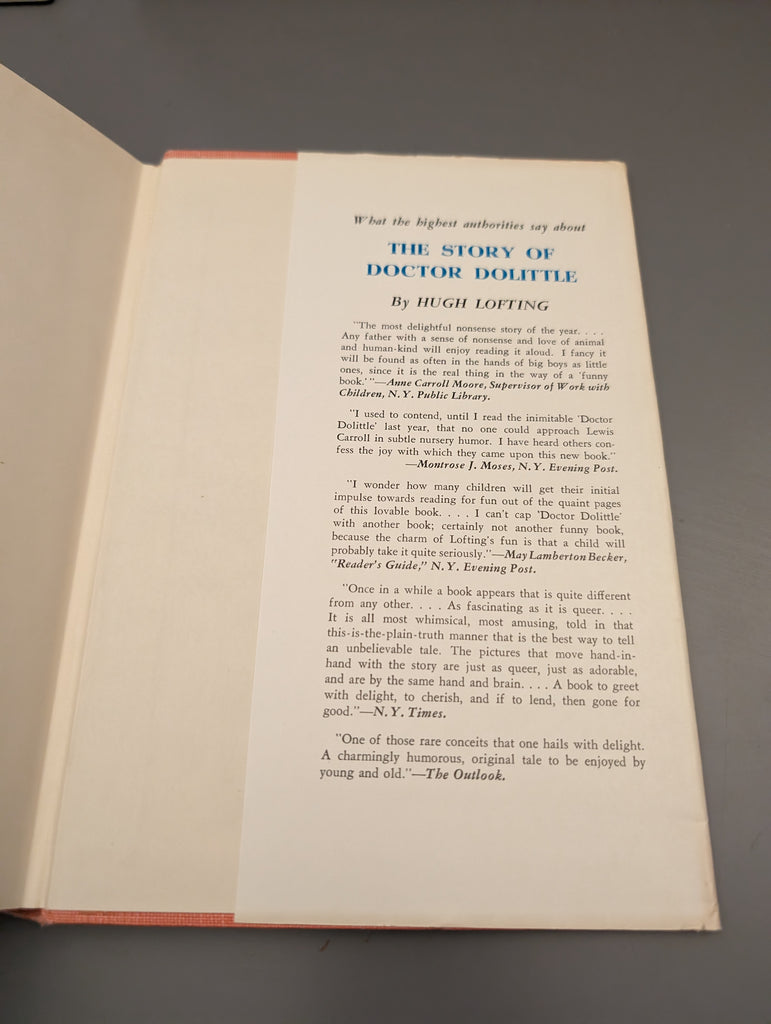 What the highest authorities say about
THE STORY OF
DOCTOR DOLITTLE
By HUGH LOFTING
"The most delightful nonsense story of the year. . . .
Any father with a sense of nonsense and love of animal
and human-kind will enjoy reading it aloud. I fancy it
will be found as often in the hands of big boys as little
ones, since it is the real thing in the way of a 'funny
book.' "—Anne Carroll Moore, Supervisor of Work with
Children, N. Y. Public Library.
"I used to contend, until I read the inimitable 'Doctor
Dolittle' last year, that no one could approach Lewis
Carroll in subtle nursery humor. I have heard others con-
fess the joy with which they came upon this new book."
—Montrose J. Moses, N. Y. Evening Post.
"I wonder how many children will get their initial
impulse towards reading for fun out of the quaint pages
of this lovable book. . . . I can't cap 'Doctor Dolittle'
with another book; certainly not another funny book,
because the charm of Lofting's fun is that a child will
probably take it quite seriously."—May Lamberton Becker,
"Reader's Guide," N. Y. Evening Post.
"Once in a while a book appears that is quite different
from any other. . . . As fascinating as it is queer. . . .
It is all most whimsical, most amusing, told in that
this-is-the-plain-truth manner that is the best way to tell
an unbelievable tale. The pictures that move hand-in-
hand with the story are just as queer, just as adorable,
and are by the same hand and brain. . . . A book to greet
with delight, to cherish, and if to lend, then gone for
good."—N. Y. Times.
"One of those rare conceits that one hails with delight.
A charmingly humorous, original tale to be enjoyed by
young and old."—The Outlook.